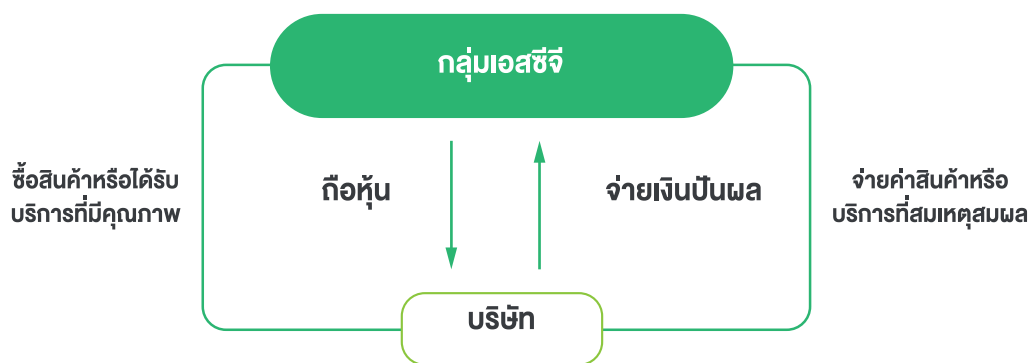 กลุ่มเอสซีจี
ซื้อสินค้าหรือได้รับ
บริการที่มีคุณภาพ
ถือหุ้น
จ่ายเงินปันผล
จ่ายค่าสินค้าหรือ
บริการที่สมเหตุสมผล
บริษัท